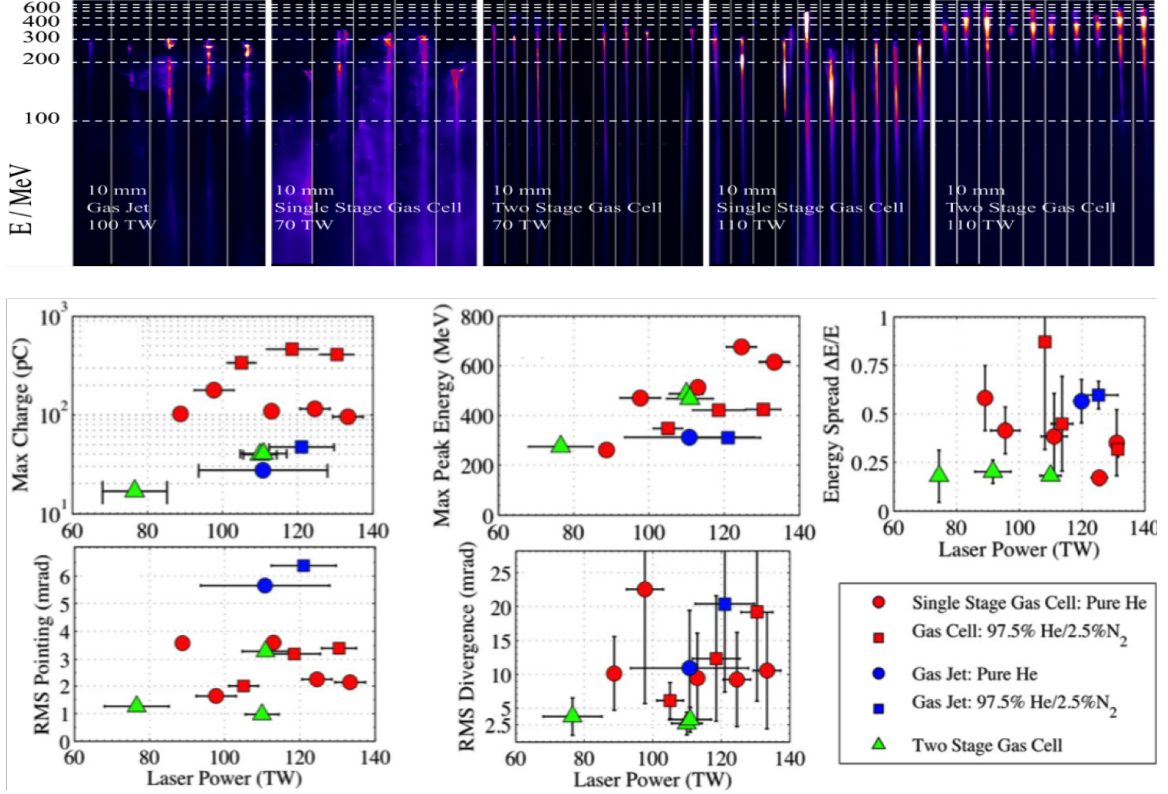 600
500
400
300
200
100
E / MeV
10 mm
Gas Jet
100 TW
10 mm
Single Stage Gas Cell
70 TW
10 mm
Two Stage Gas Cell
70 TW
10 mm
Single Stage Gas Cell
110 TW
10 mm
Two Stage Gas Cell
110 TW
Max Charge (pC)
10³
10²
10¹
60 80 100 120 140
Max Peak Energy (MeV)
800
600
400
200
0
60 80 100 120 140
Energy Spread ΔE/E
1
0.75
0.5
0.25
0
60 80 100 120 140
Laser Power (TW)
RMS Pointing (mrad)
6
5
4
3
2
1
0
60 80 100 120 140
Laser Power (TW)
RMS Divergence (mrad)
25
20
15
10
5
2.5
0
60 80 100 120 140
Laser Power (TW)
Single Stage Gas Cell: Pure He
Gas Cell: 97.5% He/2.5%N₂
Gas Jet: Pure He
Gas Jet: 97.5% He/2.5%N₂
Two Stage Gas Cell